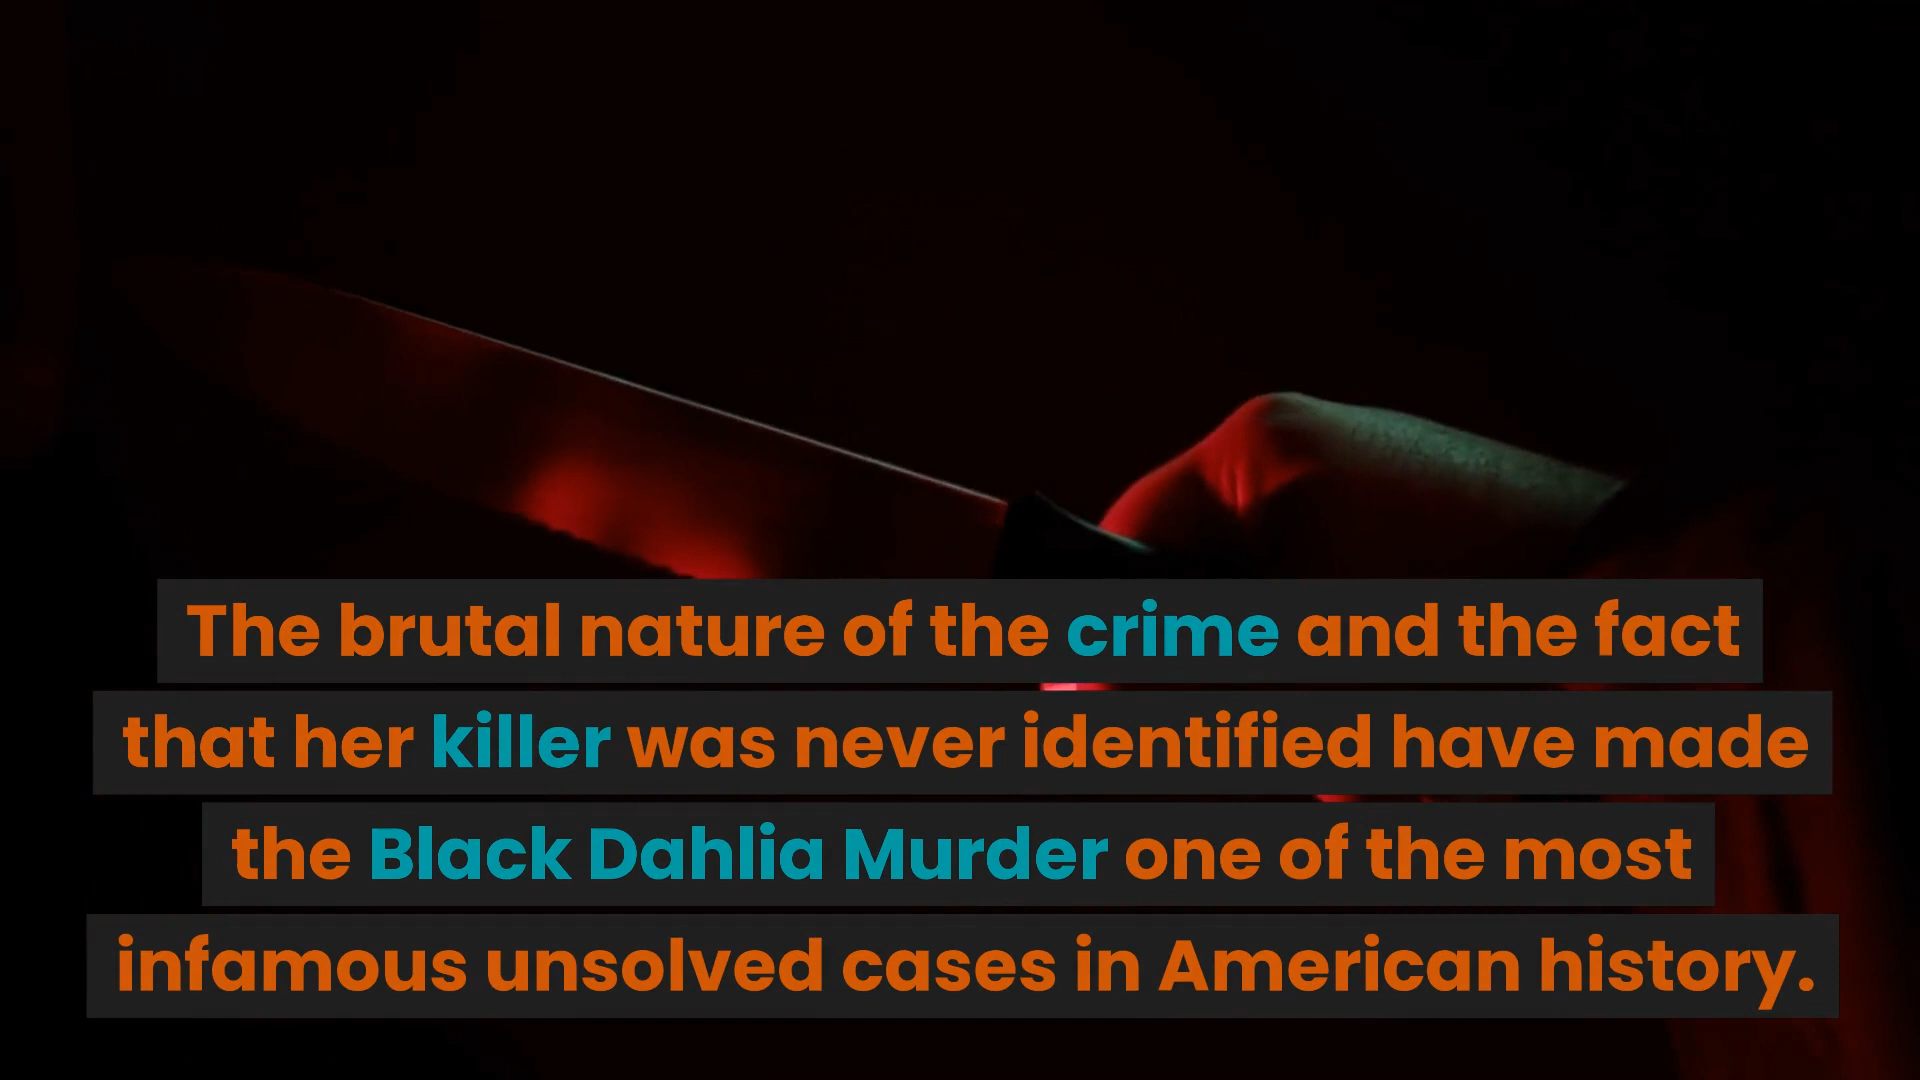 The brutal nature of the crime and the fact
that her killer was never identified have made
the Black Dahlia Murder one of the most
infamous unsolved cases in American history.